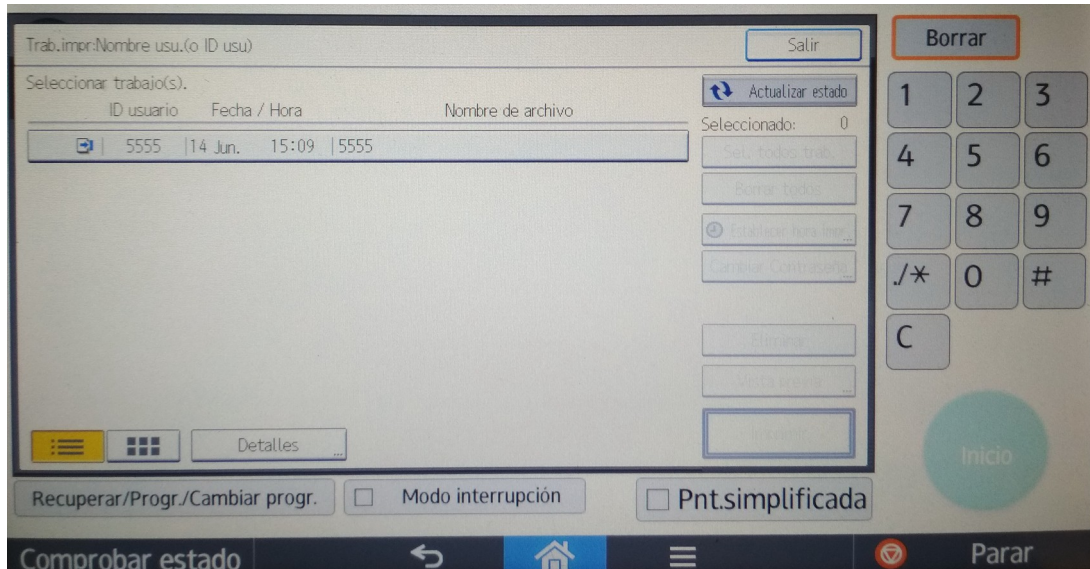 Trab.impr:Nombre usu.(o ID usu)
Salir
Borrar
Seleccionar trabajo(s).
Actualizar estado
ID usuario Fecha / Hora Nombre de archivo
Seleccionado: 0
5555 14 Jun. 15:09 5555
Sel. todos trab.
Borrar todos
Establecer hora impr.
...
Cambiar Contraseña
...
Eliminar
Vista previa
...
Imprimir
Detalles
...
1 2 3
4 5 6
7 8 9
./* 0 #
C
Inicio
Recuperar/Progr./Cambiar progr.
Modo interrupción
Pnt.simplificada
Comprobar estado
Parar